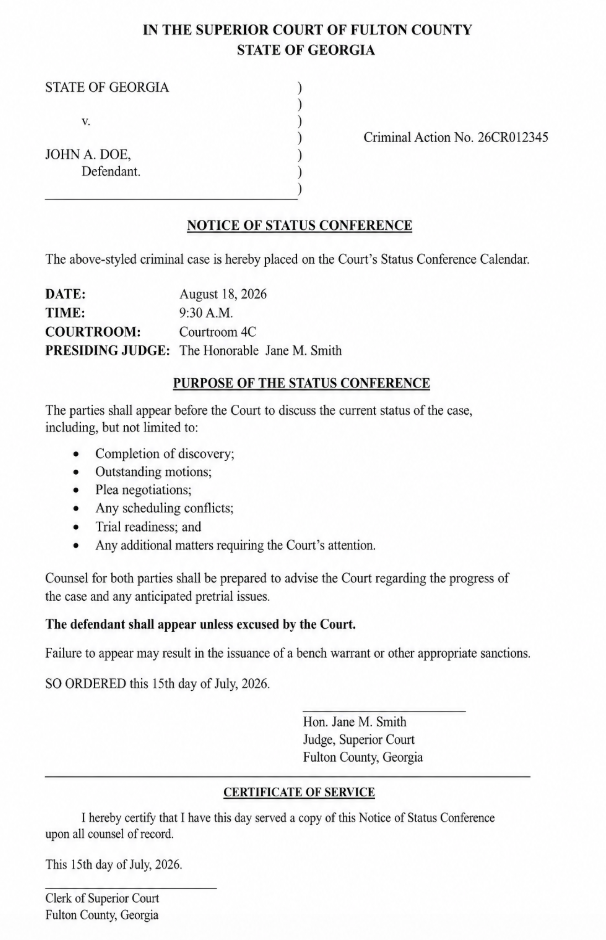 IN THE SUPERIOR COURT OF FULTON COUNTY
STATE OF GEORGIA
STATE OF GEORGIA )
)
v. )
) Criminal Action No. 26CR012345
JOHN A. DOE, )
Defendant. )
)
NOTICE OF STATUS CONFERENCE
The above-styled criminal case is hereby placed on the Court’s Status Conference Calendar.
DATE: August 18, 2026
TIME: 9:30 A.M.
COURTROOM: Courtroom 4C
PRESIDING JUDGE: The Honorable Jane M. Smith
PURPOSE OF THE STATUS CONFERENCE
The parties shall appear before the Court to discuss the current status of the case,
including, but not limited to:
• Completion of discovery;
• Outstanding motions;
• Plea negotiations;
• Any scheduling conflicts;
• Trial readiness; and
• Any additional matters requiring the Court’s attention.
Counsel for both parties shall be prepared to advise the Court regarding the progress of
the case and any anticipated pretrial issues.
The defendant shall appear unless excused by the Court.
Failure to appear may result in the issuance of a bench warrant or other appropriate sanctions.
SO ORDERED this 15th day of July, 2026.
Hon. Jane M. Smith
Judge, Superior Court
Fulton County, Georgia
CERTIFICATE OF SERVICE
I hereby certify that I have this day served a copy of this Notice of Status Conference
upon all counsel of record.
This 15th day of July, 2026.
Clerk of Superior Court
Fulton County, Georgia